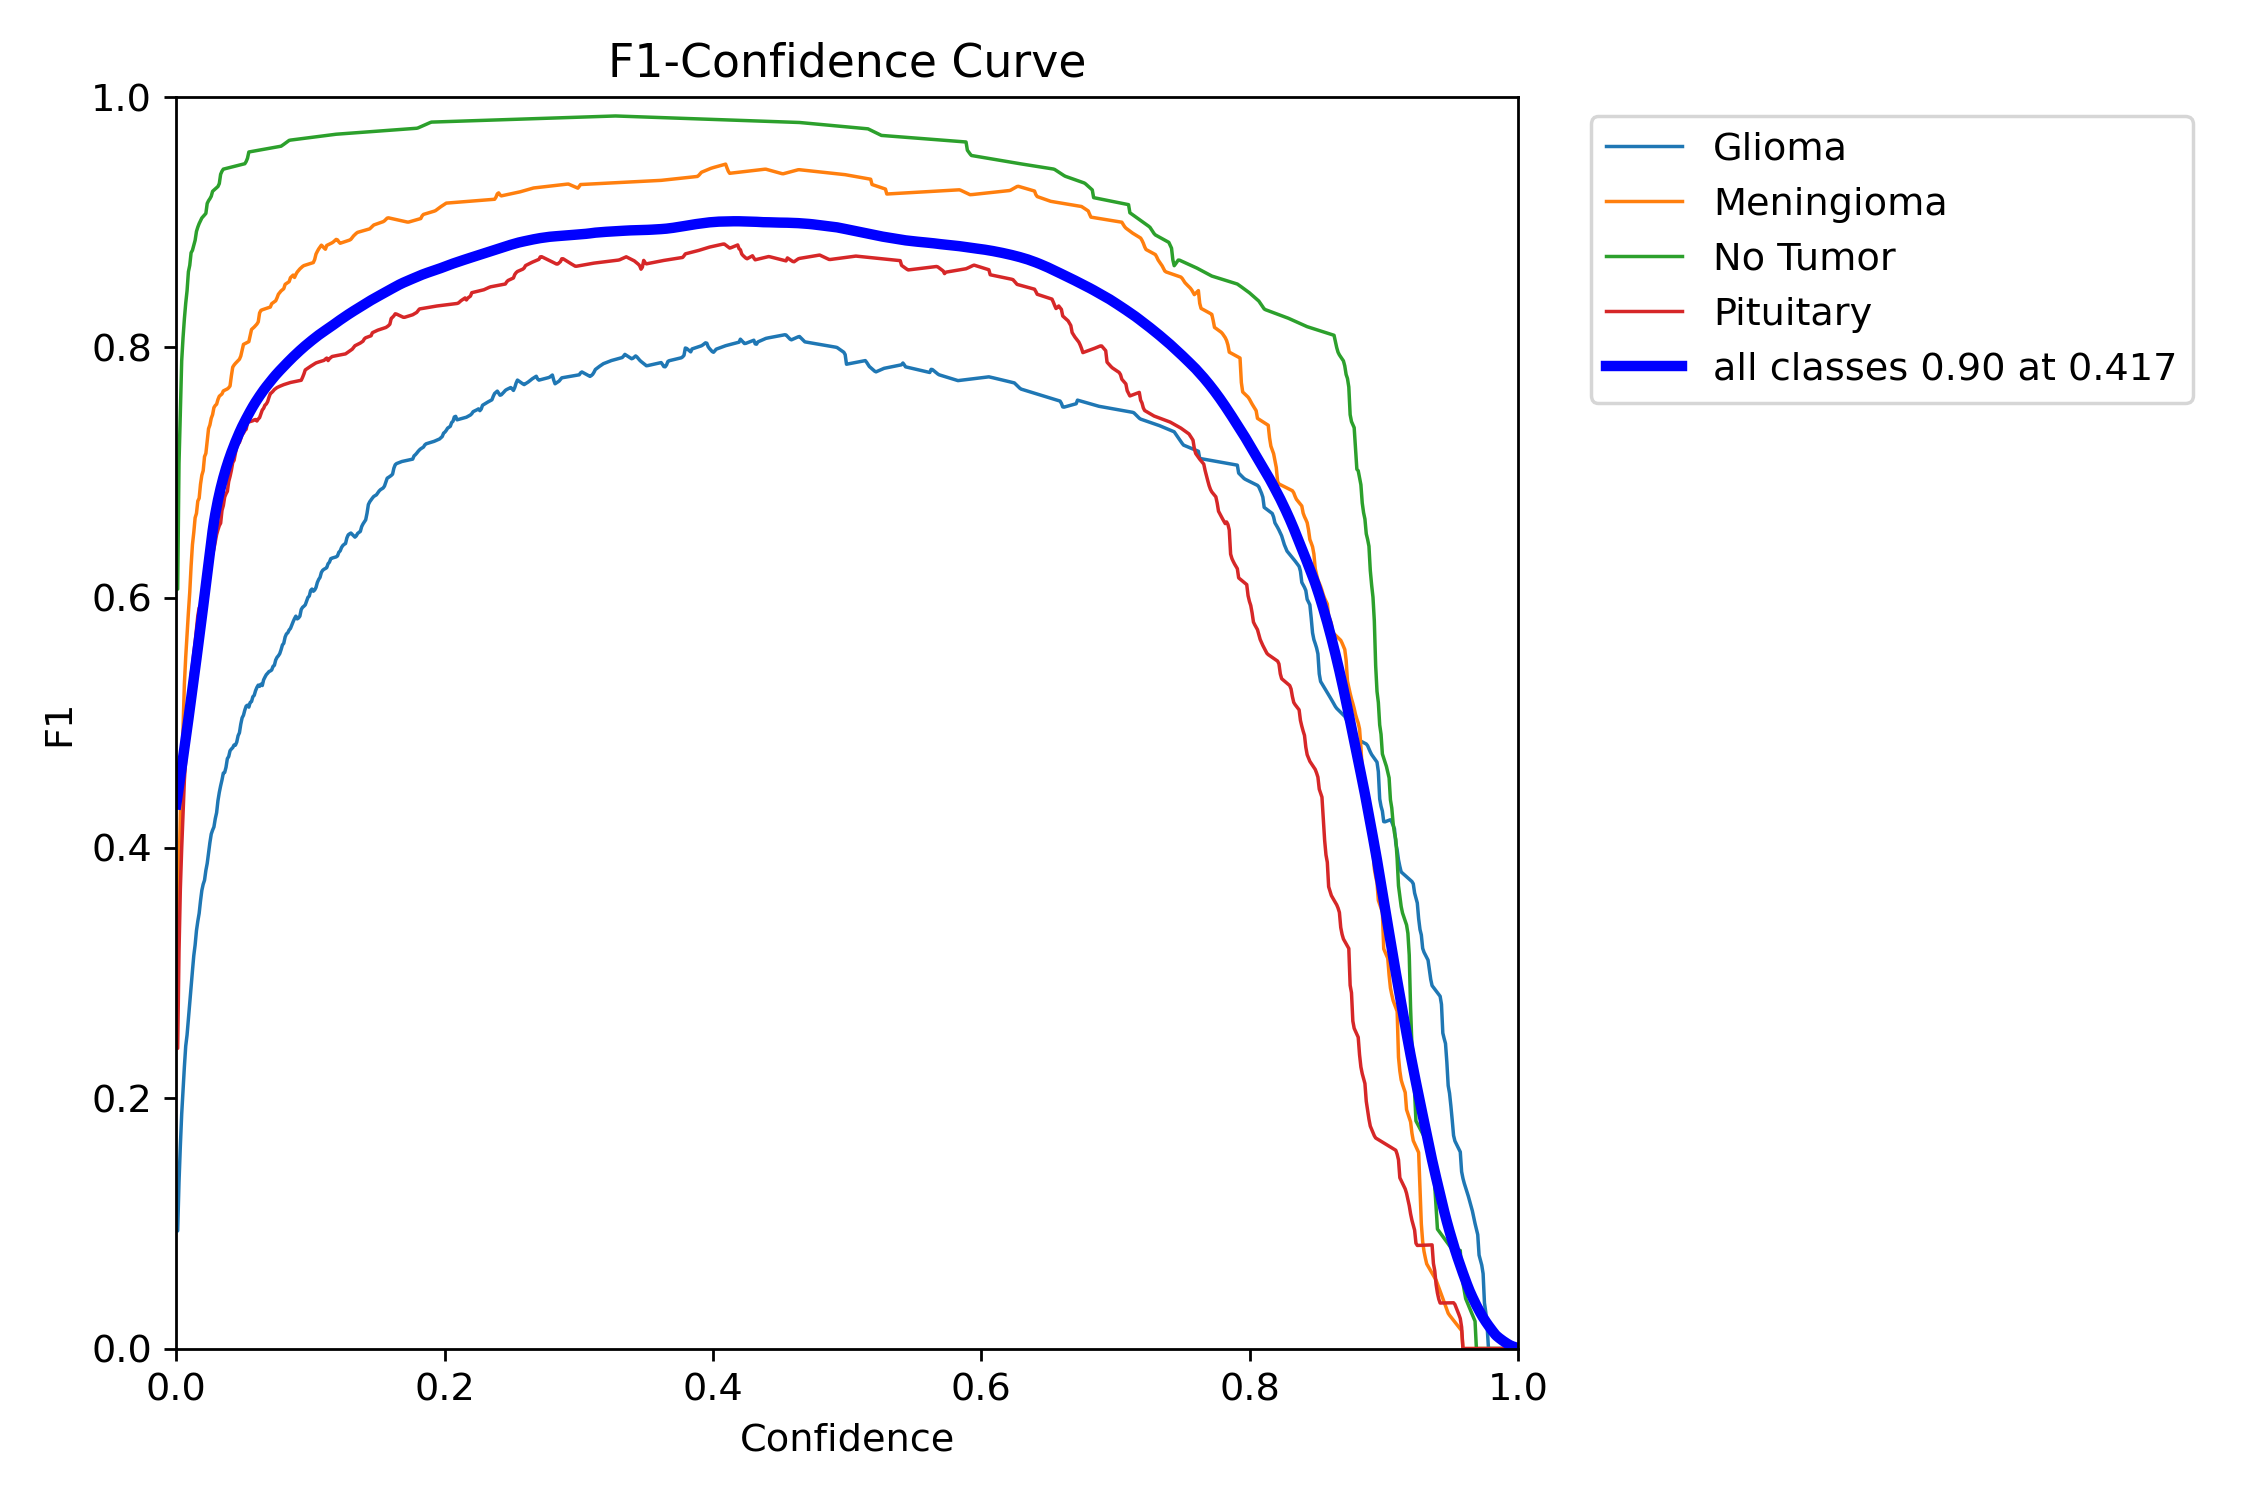 F1-Confidence Curve
1.0
0.8
0.6
0.4
0.2
0.0
F1
0.0 0.2 0.4 0.6 0.8 1.0
Confidence
Glioma
Meningioma
No Tumor
Pituitary
all classes 0.90 at 0.417